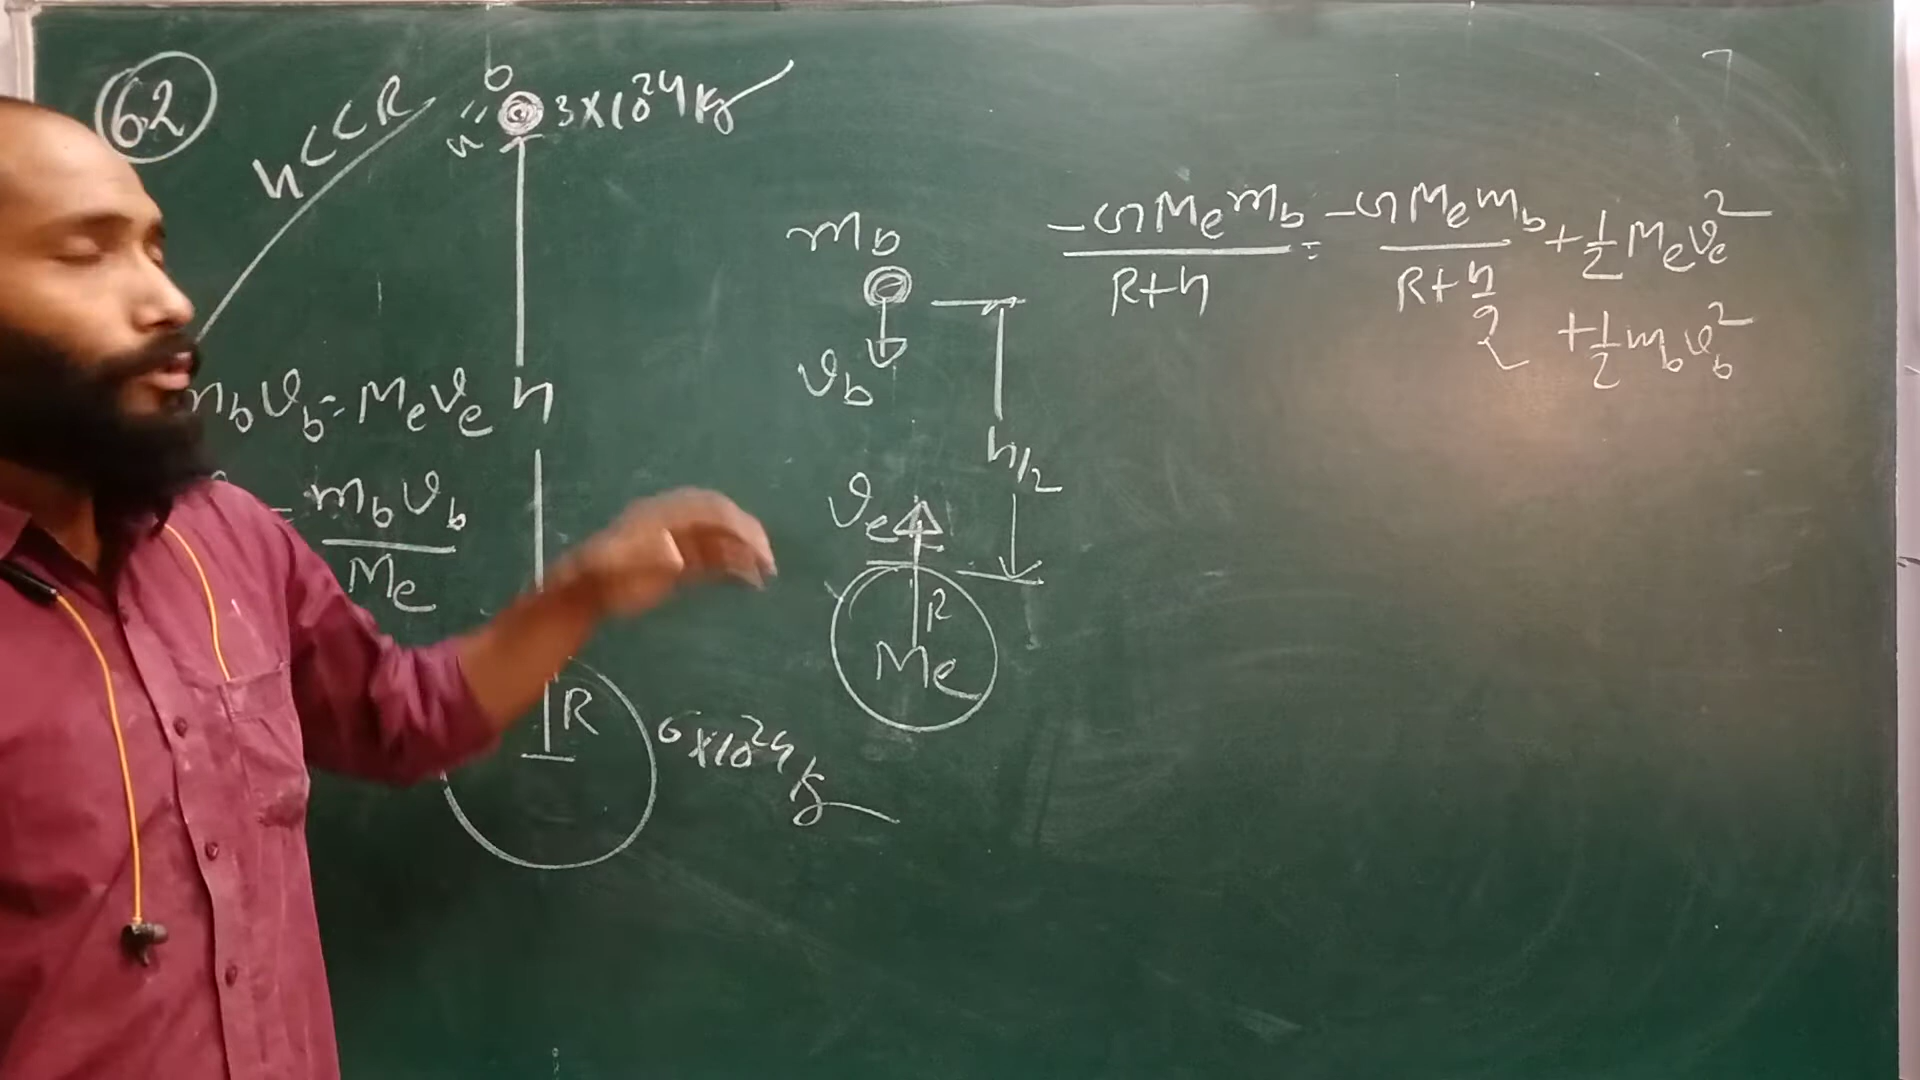 62
h<<R
b
3×10²⁴kg
m_b v_b = M_e v_e
h
= m_b v_b / M_e
R
6×10²⁴kg
m_b
v_b
h/2
v_e
R
M_e
-GM_e m_b / R+h = -GM_e m_b / R+h/2 + 1/2 M_e v_e²
+ 1/2 m_b v_b²